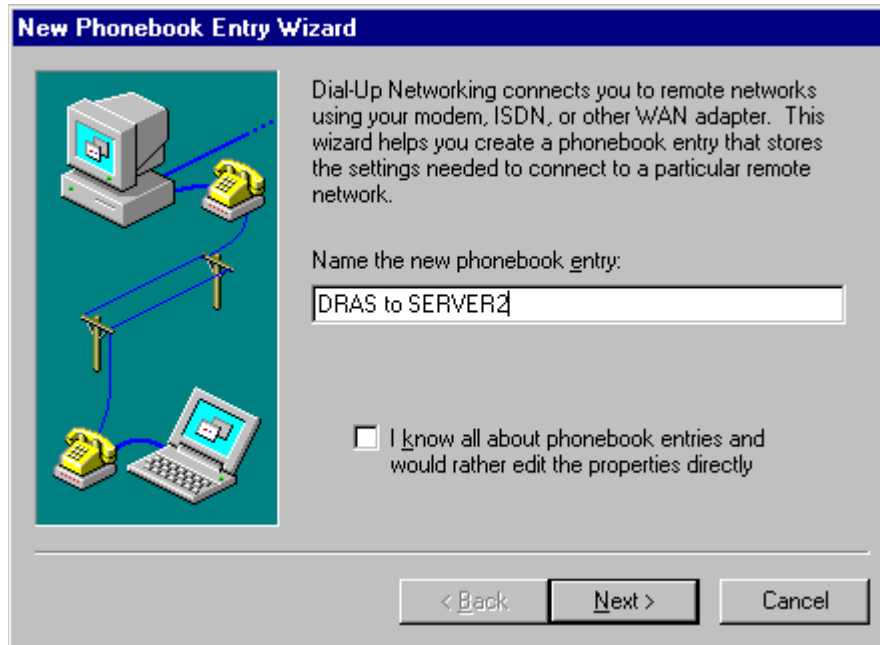 New Phonebook Entry Wizard
Dial-Up Networking connects you to remote networks
using your modem, ISDN, or other WAN adapter.  This
wizard helps you create a phonebook entry that stores
the settings needed to connect to a particular remote
network.
Name the new phonebook entry:
DRAS to SERVER2
I know all about phonebook entries and
would rather edit the properties directly
< Back
Next >
Cancel